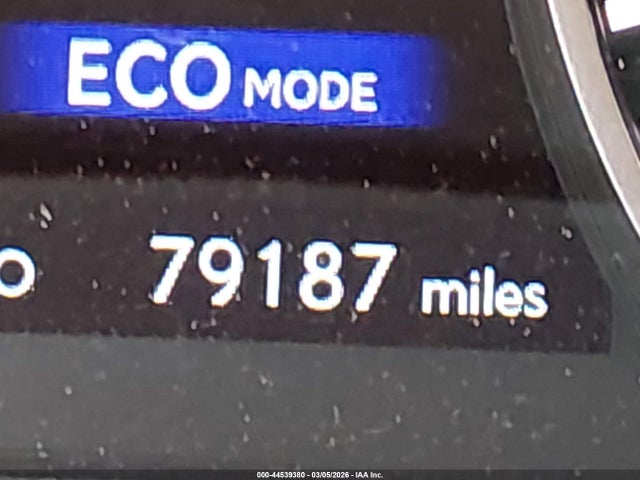 ECO MODE
o 79187 miles
000-44539380 - 03/05/2026 - IAA Inc.